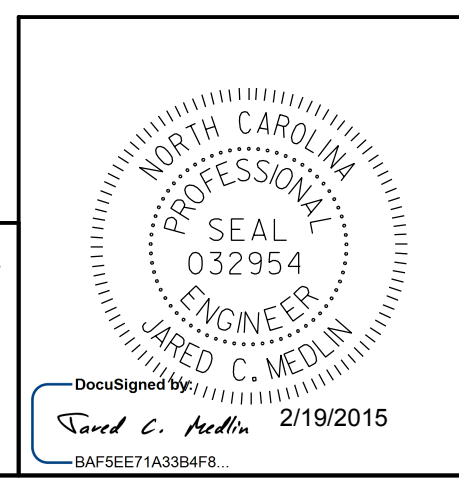 NORTH CAROLINA
PROFESSIONAL
SEAL
032954
ENGINEER
JARED C. MEDLIN
DocuSigned by:
Jared C. Medlin 2/19/2015
BAF5EE71A33B4F8...